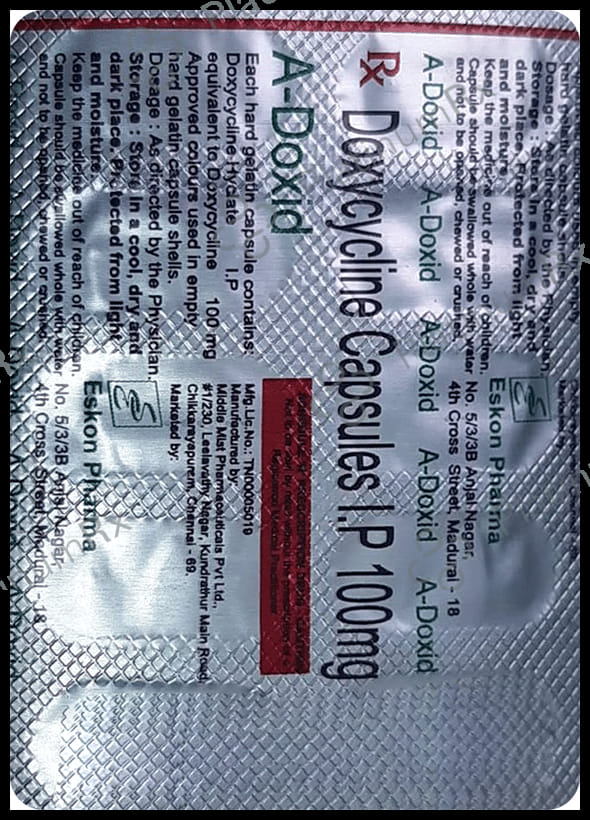 hard gelatin capsule shells.
Dosage : As directed by the Physician.
Storage : Store in a cool, dry and
dark place, Protected from light
and moisture.
Keep the medicine out of reach of children.
Capsule should be swallowed whole with water
and not to be opened, chewed or crushed.
Eskon Pharma
No. 5/3/3B Anjal Nagar,
4th Cross Street, Madurai - 18
A-Doxid A-Doxid A-Doxid A-Doxid A-Doxid
Rx Doxycycline Capsules I.P 100mg
A-Doxid
Each hard gelatin capsule contains:
Doxycycline Hyclate I.P
equivalent to Doxycycline 100 mg
Approved colours used in empty
hard gelatin capsule shells.
Dosage : As directed by the Physician.
Storage : Store in a cool, dry and
dark place, Protected from light
and moisture.
Keep the medicine out of reach of children.
Capsule should be swallowed whole with water
and not to be opened, chewed or crushed.
Mfg.Lic.No.: TN00005019
Manufactured by:
Middle Mist Pharmaceuticals Pvt Ltd.,
#1/230, Leelavathy Nagar, Kundrathur Main Road,
Chikkarayapuram, Chennai - 69.
Marketed by:
Eskon Pharma
No. 5/3/3B Anjal Nagar,
4th Cross Street, Madurai - 18